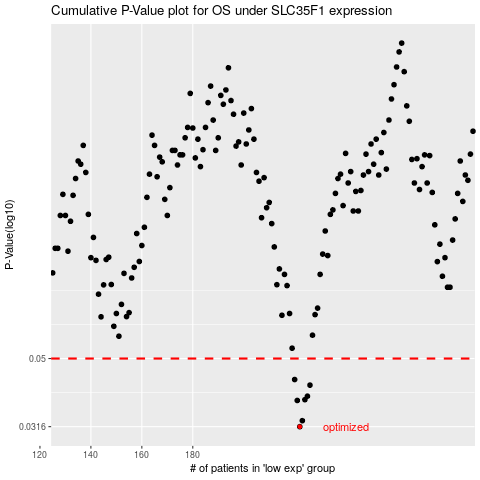 Cumulative P-Value plot for OS under SLC35F1 expression
P-Value(log10)
0.05
0.0316
optimized
120 140 160 180
# of patients in 'low exp' group